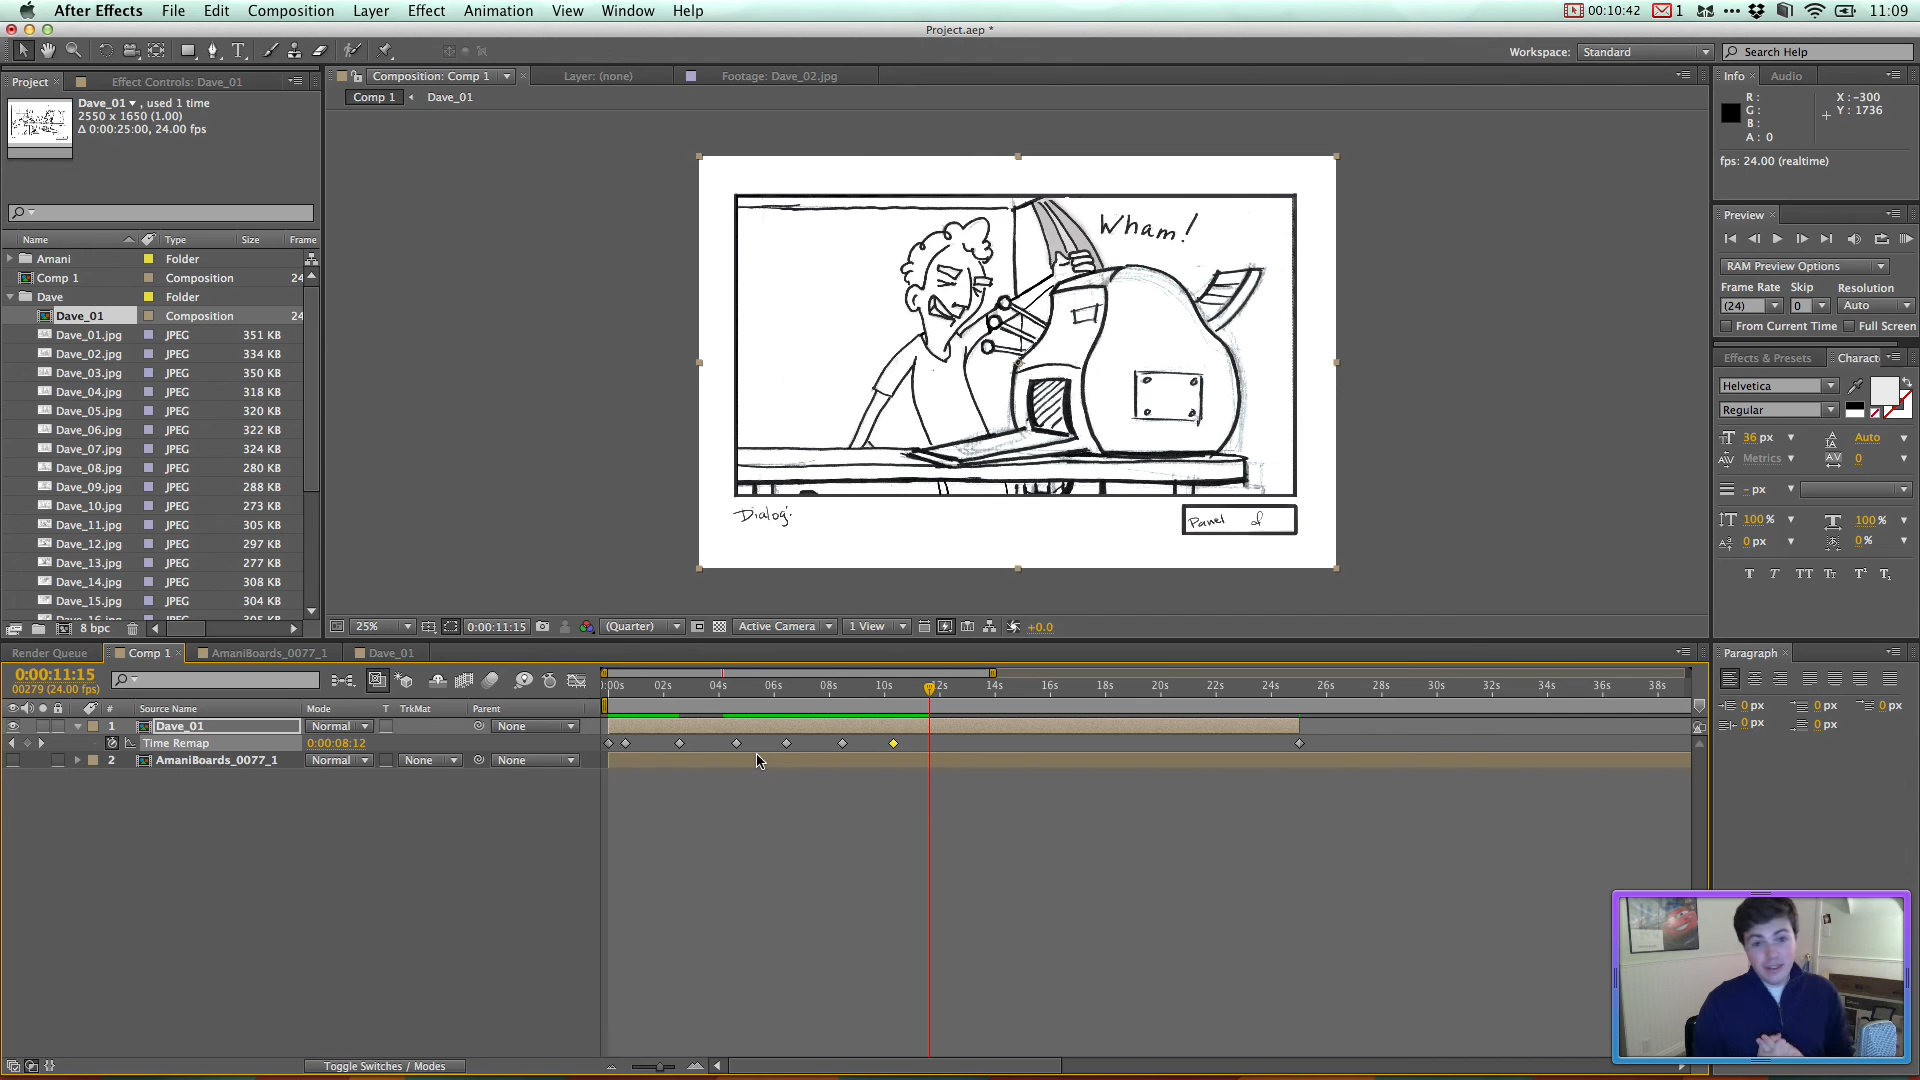 After Effects File Edit Composition Layer Effect Animation View Window Help 00:10:42 1 11:09
Project.aep *
Workspace: Standard Search Help
Project Effect Controls: Dave_01
Dave_01, used 1 time
2550 x 1650 (1.00)
Δ 0:00:25:00, 24.00 fps
Name Type Size Frame
Amani Folder
Comp 1 Composition 24
Dave Folder
Dave_01 Composition 24
Dave_01.jpg JPEG 351 KB
Dave_02.jpg JPEG 334 KB
Dave_03.jpg JPEG 350 KB
Dave_04.jpg JPEG 318 KB
Dave_05.jpg JPEG 320 KB
Dave_06.jpg JPEG 322 KB
Dave_07.jpg JPEG 324 KB
Dave_08.jpg JPEG 280 KB
Dave_09.jpg JPEG 288 KB
Dave_10.jpg JPEG 273 KB
Dave_11.jpg JPEG 305 KB
Dave_12.jpg JPEG 297 KB
Dave_13.jpg JPEG 277 KB
Dave_14.jpg JPEG 308 KB
Dave_15.jpg JPEG 304 KB
8 bpc
Composition: Comp 1 Layer: (none) Footage: Dave_02.jpg
Comp 1 Dave_01
Wham!
Dialog:
Panel of
25% 0:00:11:15 (Quarter) Active Camera 1 View +0.0
Info Audio
R: X: -300
G: Y: 1736
B:
A: 0
fps: 24.00 (realtime)
Preview
RAM Preview Options
Frame Rate Skip Resolution
(24) 0 Auto
From Current Time Full Screen
Effects & Presets Charact
Helvetica
Regular
36 px Auto
Metrics 0
- px
100 % 100 %
0 px 0 %
T T TT Tt T¹ T₁
Paragraph
0 px 0 px 0 px
0 px 0 px
Render Queue Comp 1 AmaniBoards_0077_1 Dave_01
0:00:11:15
00279 (24.00 fps)
0:00s 02s 04s 06s 08s 10s 12s 14s 16s 18s 20s 22s 24s 26s 28s 30s 32s 34s 36s 38s
# Source Name Mode T TrkMat Parent
1 Dave_01 Normal None
Time Remap 0:00:08:12
2 AmaniBoards_0077_1 Normal None None
Toggle Switches / Modes